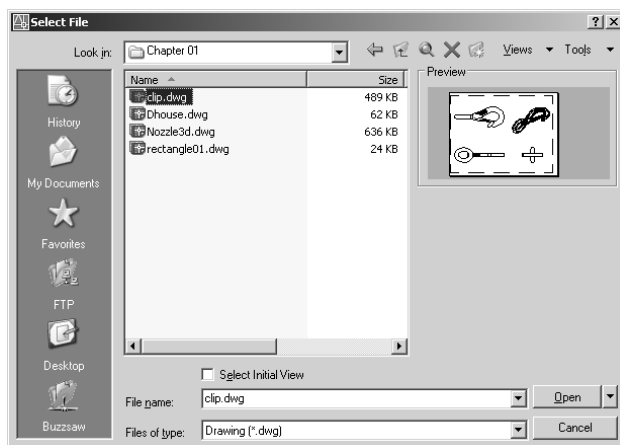 Select File
Look in: Chapter 01 Views Tools
Name Size Preview
clip.dwg 489 KB
Dhouse.dwg 62 KB
Nozzle3d.dwg 636 KB
rectangle01.dwg 24 KB
History
My Documents
Favorites
FTP
Desktop
Buzzsaw
Select Initial View
File name: clip.dwg Open
Files of type: Drawing (*.dwg) Cancel